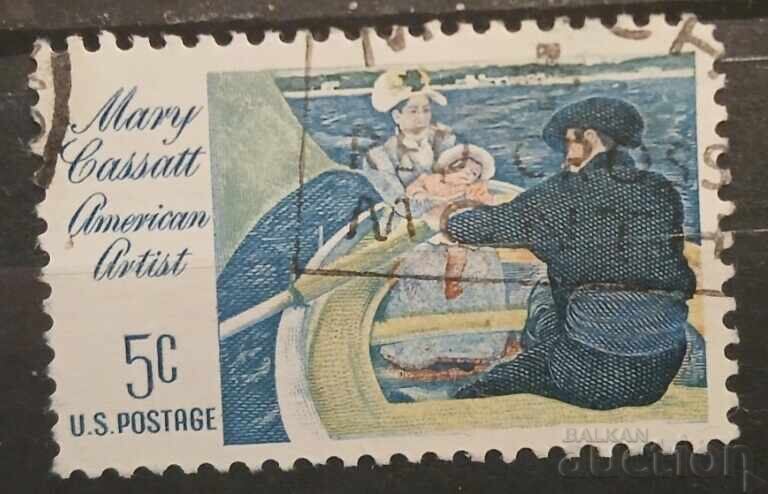 Mary
Cassatt
American
Artist
5c
U.S. POSTAGE
BALKAN
auction